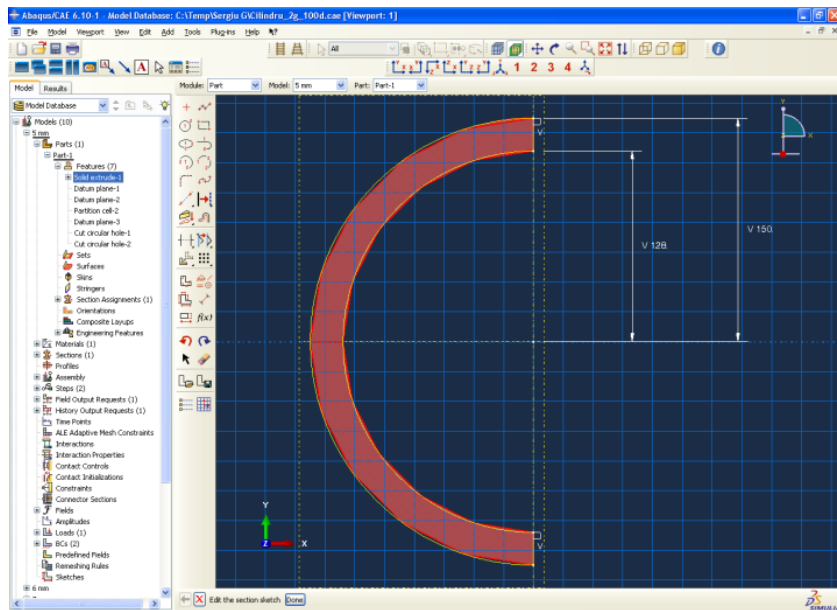 Abaqus/CAE 6.10-1 - Model Database: C:\Temp\Sergiu G\Cilindru_2g_100d.cae [Viewport: 1]
File Model Viewport View Edit Add Tools Plug-ins Help
All
1 2 3 4
Model Results
Module: Part Model: 5 mm Part: Part-1
Model Database
Models (10)
5 mm
Parts (1)
Part-1
Features (7)
Solid extrude-1
Datum plane-1
Datum plane-2
Partition cell-2
Datum plane-3
Cut circular hole-1
Cut circular hole-2
Sets
Surfaces
Skins
Stringers
Section Assignments (1)
Orientations
Composite Layups
Engineering Features
Materials (1)
Sections (1)
Profiles
Assembly
Steps (2)
Field Output Requests (1)
History Output Requests (1)
Time Points
ALE Adaptive Mesh Constraints
Interactions
Interaction Properties
Contact Controls
Contact Initializations
Constraints
Connector Sections
Fields
Amplitudes
Loads (1)
BCs (2)
Predefined Fields
Remeshing Rules
Sketches
6 mm
f(x)
V
V 128.
V 150.
V
Y
X
Z
Y
X
Edit the section sketch Done
SIMULIA